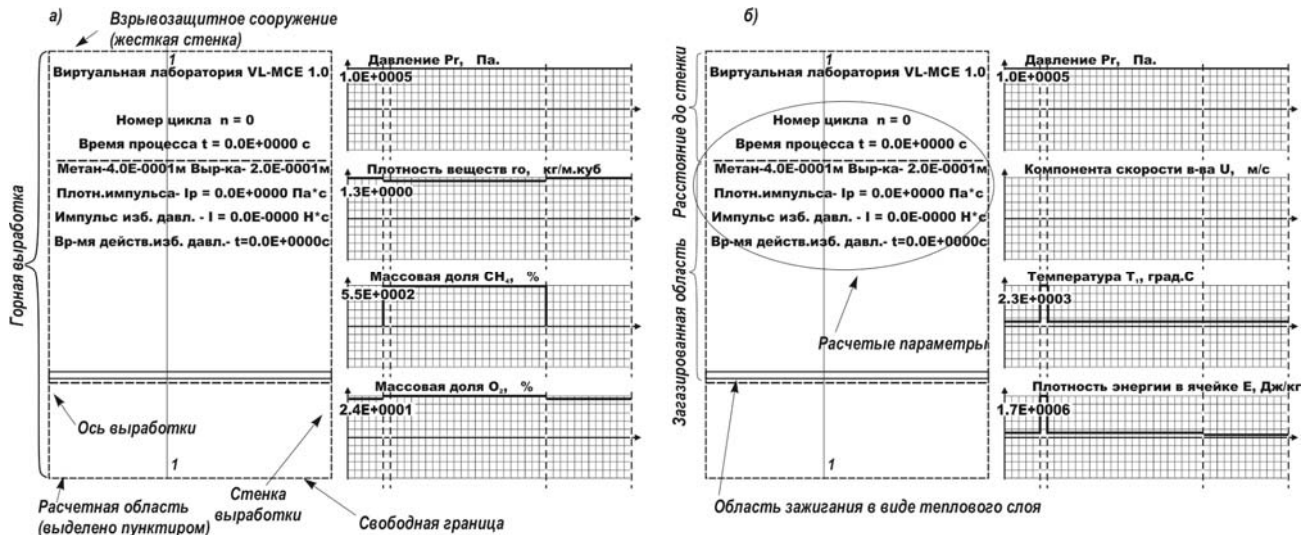 а)
Взрывозащитное сооружение
(жесткая стенка)
1
Виртуальная лаборатория VL-MCE 1.0
Номер цикла n = 0
Время процесса t = 0.0E+0000 с
Метан-4.0E-0001м Выр-ка- 2.0E-0001м
Плотн.импульса- Ip = 0.0E+0000 Па*с
Импульс изб. давл. - I = 0.0E-0000 Н*с
Вр-мя действ.изб. давл.- t=0.0E+0000с
Горная выработка
Ось выработки
1
Расчетная область
(выделено пунктиром)
Стенка
выработки
Свободная граница
Давление Pr, Па.
1.0E+0005
Плотность веществ ro, кг/м.куб
1.3E+0000
Массовая доля CH₄, %
5.5E+0002
Массовая доля O₂, %
2.4E+0001
б)
1
Виртуальная лаборатория VL-MCE 1.0
Номер цикла n = 0
Время процесса t = 0.0E+0000 с
Метан-4.0E-0001м Выр-ка- 2.0E-0001м
Плотн.импульса- Ip = 0.0E+0000 Па*с
Импульс изб. давл. - I = 0.0E-0000 Н*с
Вр-мя действ.изб. давл.- t=0.0E+0000с
Расстояние до стенки
Загазированная область
Расчетые параметры
1
Область зажигания в виде теплового слоя
Давление Pr, Па.
1.0E+0005
Компонента скорости в-ва U, м/с
Температура T₁, град.С
2.3E+0003
Плотность энергии в ячейке E, Дж/кг
1.7E+0006